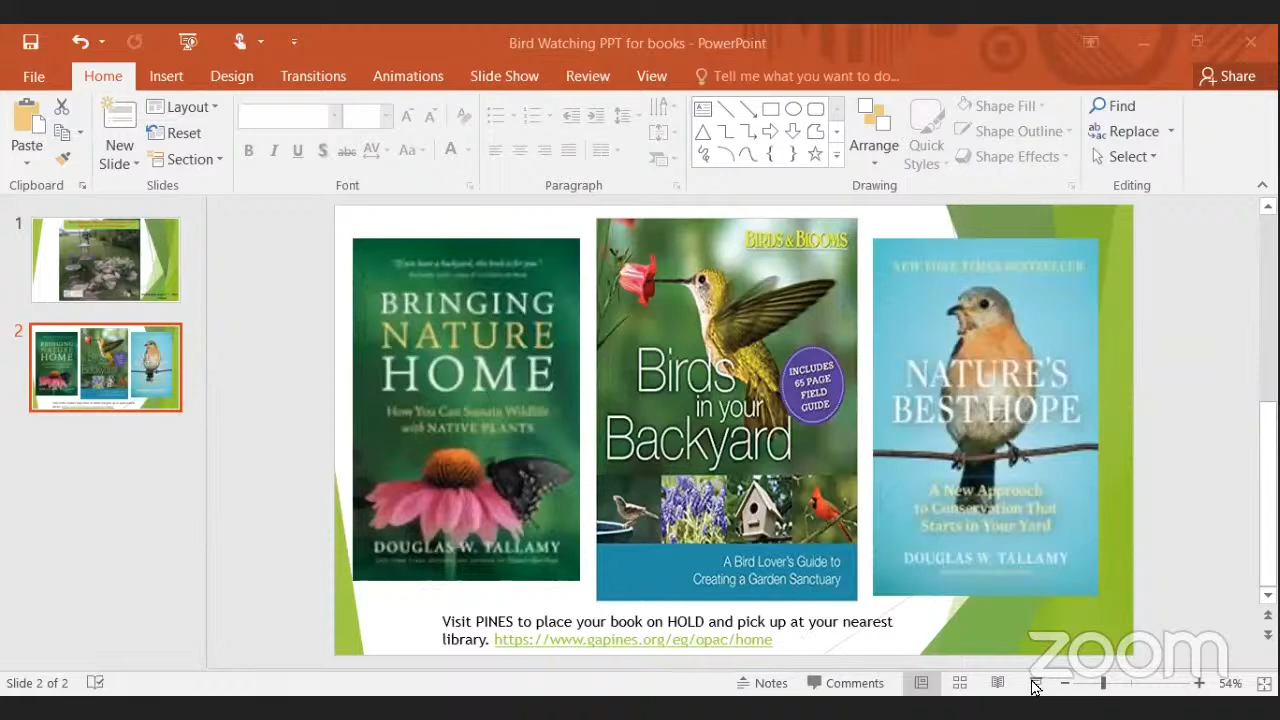 Bird Watching PPT for books - PowerPoint
File Home Insert Design Transitions Animations Slide Show Review View Tell me what you want to do... Share
Paste
New Slide
Layout
Reset
Section
B I U S abc AV Aa A
Arrange
Quick Styles
Shape Fill
Shape Outline
Shape Effects
Find
Replace
Select
Clipboard Slides Font Paragraph Drawing Editing
1
2
BRINGING
NATURE
HOME
How You Can Sustain Wildlife
with NATIVE PLANTS
DOUGLAS W. TALLAMY
BIRDS & BLOOMS
Birds
in your
Backyard
INCLUDES
65 PAGE
FIELD
GUIDE
A Bird Lover's Guide to
Creating a Garden Sanctuary
NEW YORK TIMES BESTSELLER
NATURE'S
BEST HOPE
A New Approach
to Conservation That
Starts in Your Yard
DOUGLAS W. TALLAMY
Visit PINES to place your book on HOLD and pick up at your nearest
library. https://www.gapines.org/eg/opac/home
zoom
Slide 2 of 2 Notes Comments 54%